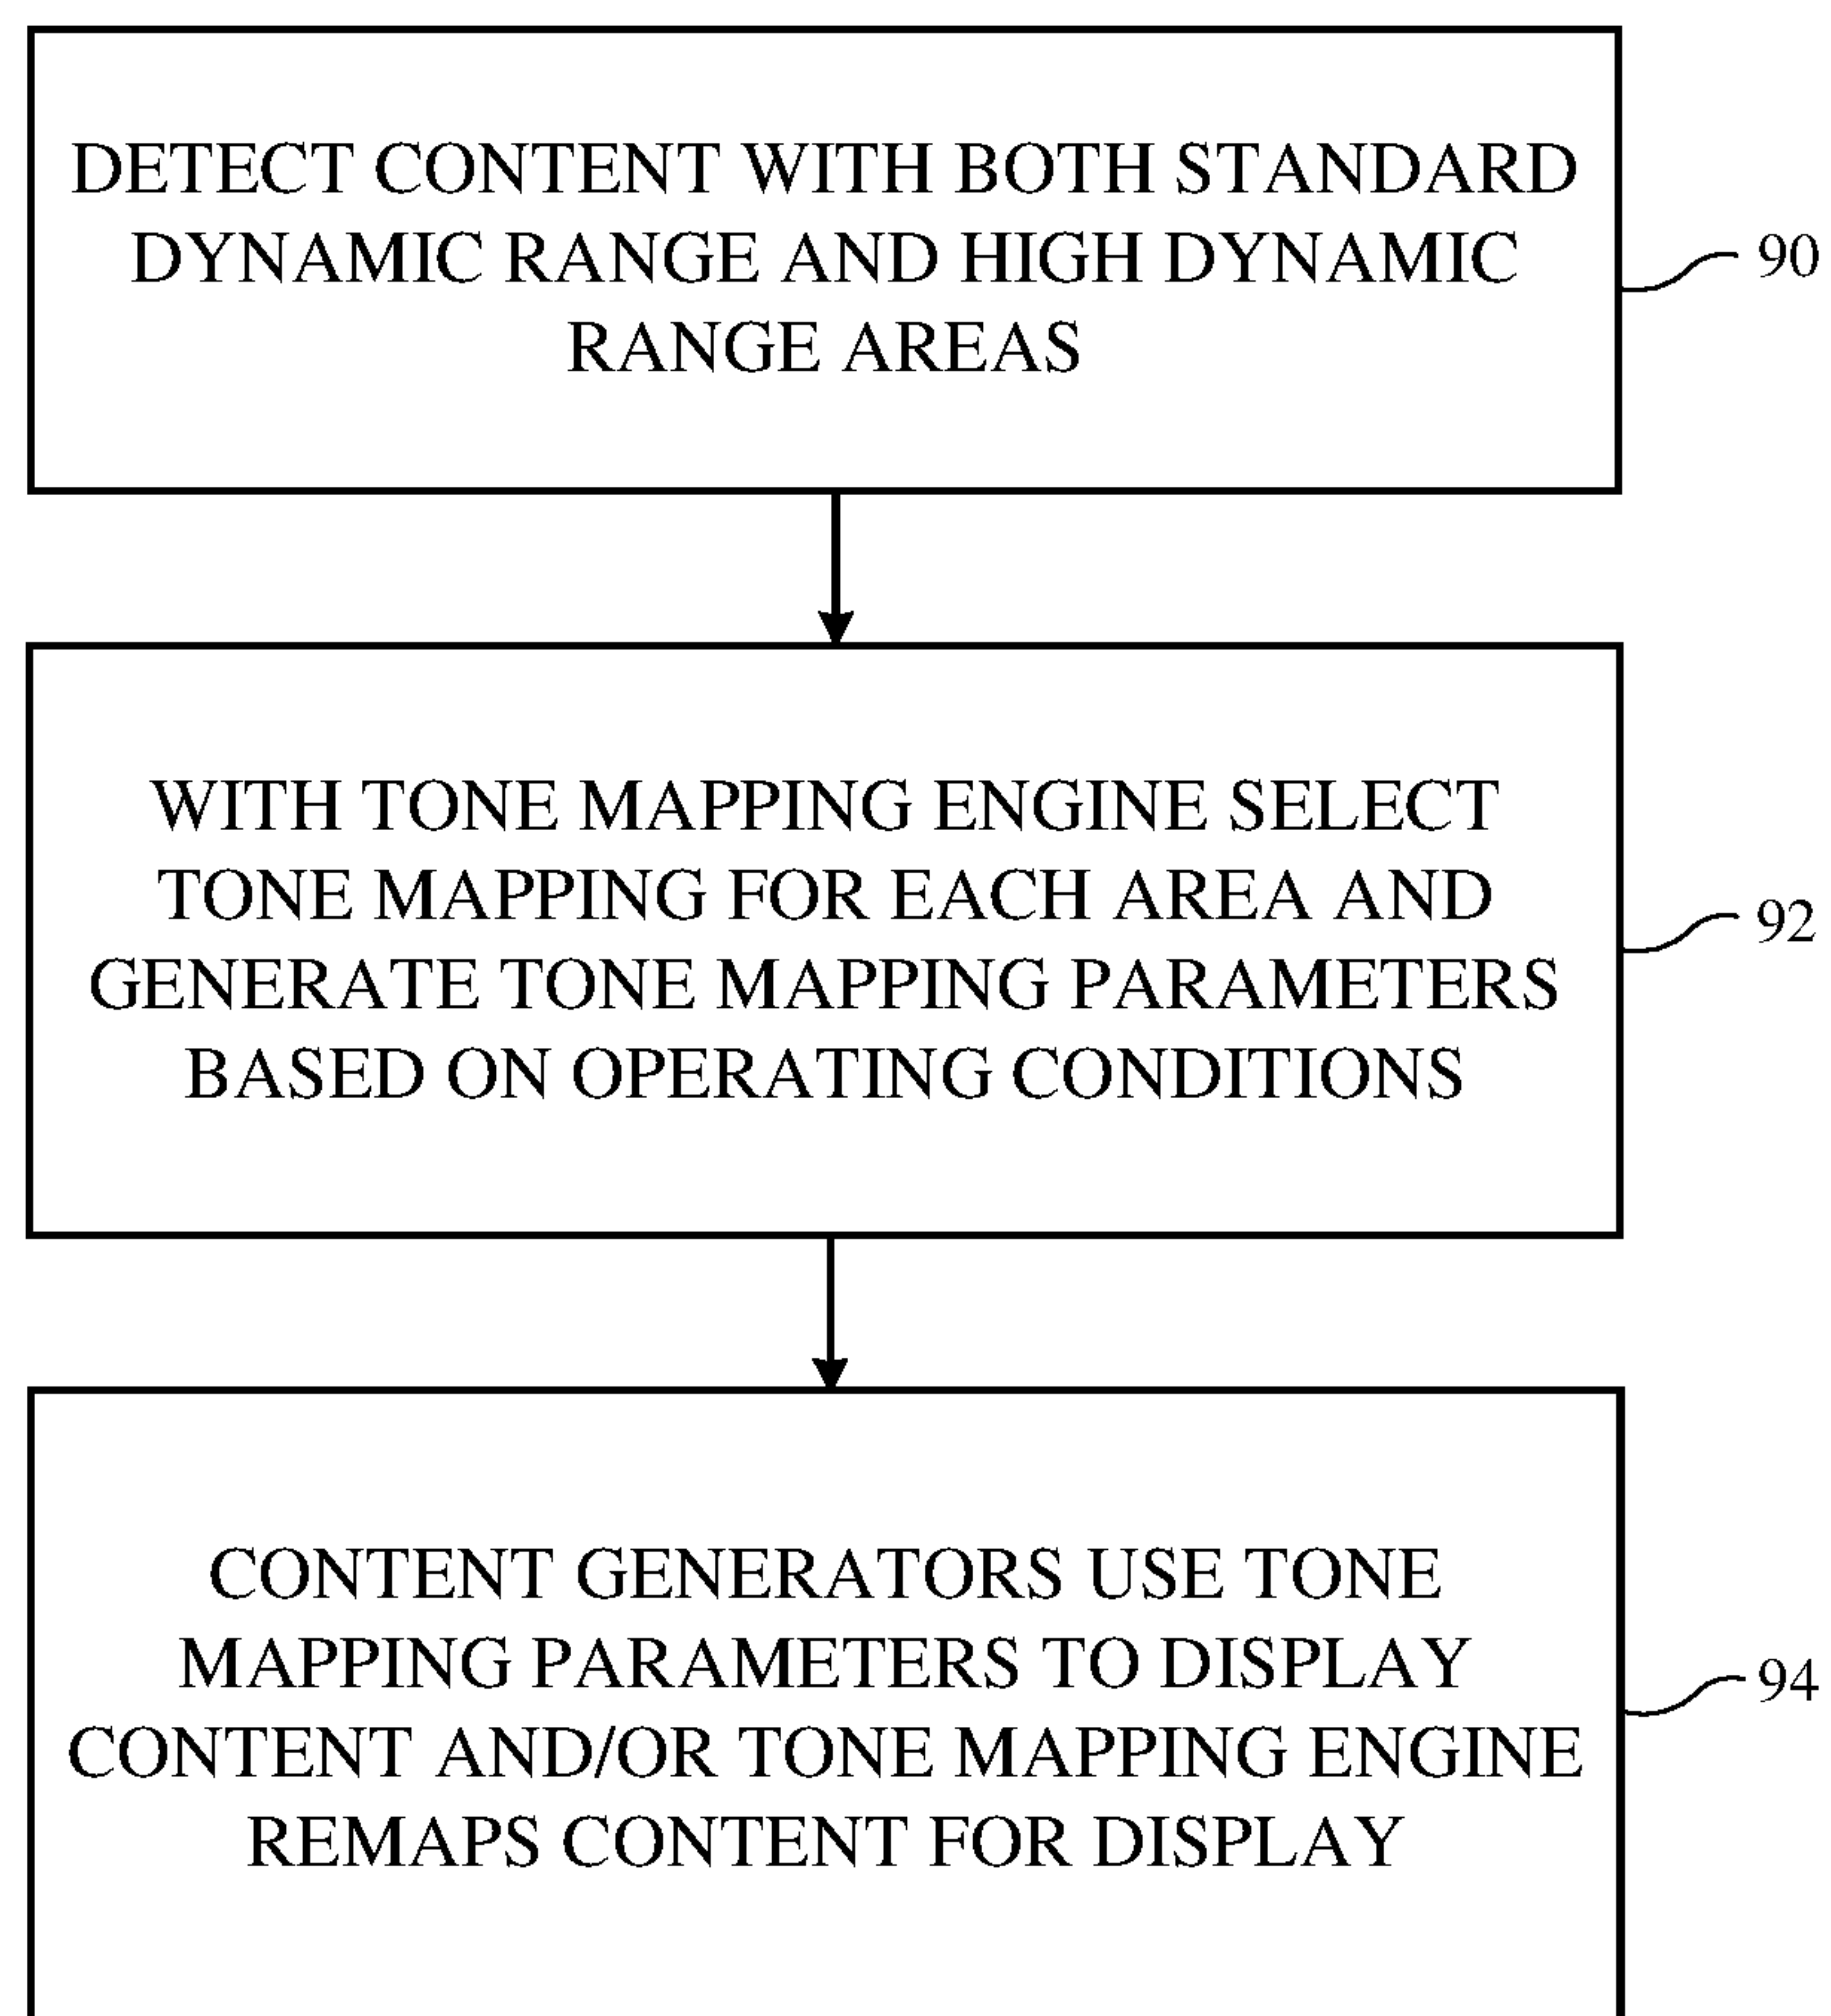 DETECT CONTENT WITH BOTH STANDARD
DYNAMIC RANGE AND HIGH DYNAMIC
RANGE AREAS
90
WITH TONE MAPPING ENGINE SELECT
TONE MAPPING FOR EACH AREA AND
GENERATE TONE MAPPING PARAMETERS
BASED ON OPERATING CONDITIONS
92
CONTENT GENERATORS USE TONE
MAPPING PARAMETERS TO DISPLAY
CONTENT AND/OR TONE MAPPING ENGINE
REMAPS CONTENT FOR DISPLAY
94